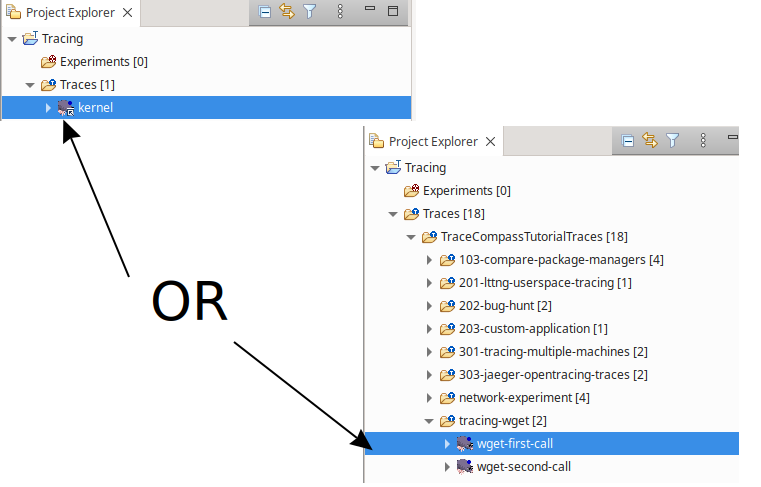 Project Explorer
Tracing
Experiments [0]
Traces [1]
kernel
OR
Project Explorer
Tracing
Experiments [0]
Traces [18]
TraceCompassTutorialTraces [18]
103-compare-package-managers [4]
201-lttng-userspace-tracing [1]
202-bug-hunt [2]
203-custom-application [1]
301-tracing-multiple-machines [2]
303-jaeger-opentracing-traces [2]
network-experiment [4]
tracing-wget [2]
wget-first-call
wget-second-call